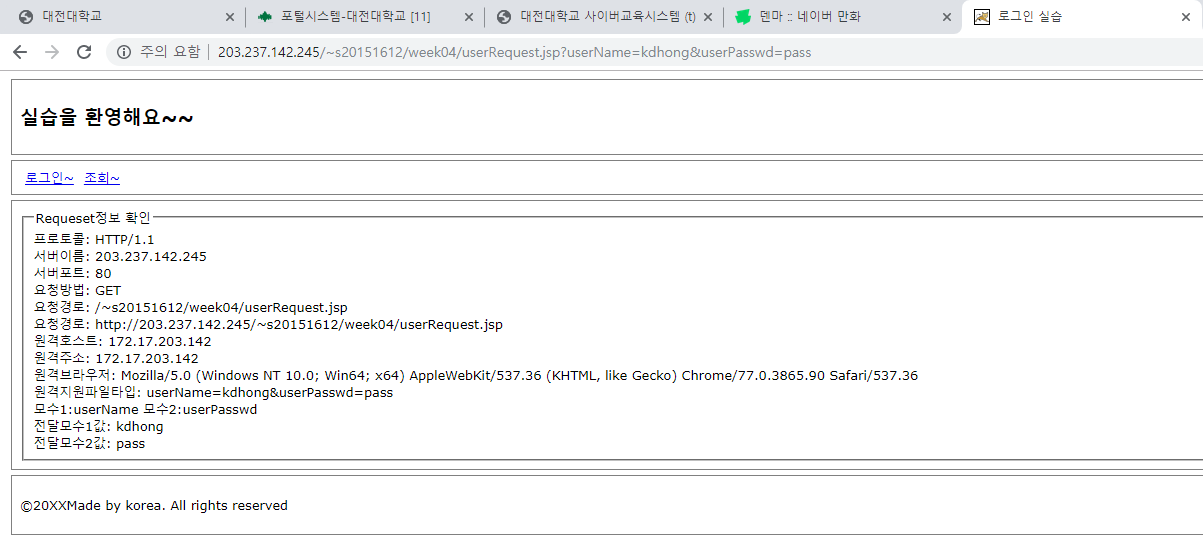 대전대학교
포털시스템-대전대학교 [11]
대전대학교 사이버교육시스템 (t)
덴마 :: 네이버 만화
로그인 실습
주의 요함 | 203.237.142.245/~s20151612/week04/userRequest.jsp?userName=kdhong&userPasswd=pass
실습을 환영해요~~
로그인~ 조회~
Requeset정보 확인
프로토콜: HTTP/1.1
서버이름: 203.237.142.245
서버포트: 80
요청방법: GET
요청경로: /~s20151612/week04/userRequest.jsp
요청경로: http://203.237.142.245/~s20151612/week04/userRequest.jsp
원격호스트: 172.17.203.142
원격주소: 172.17.203.142
원격브라우저: Mozilla/5.0 (Windows NT 10.0; Win64; x64) AppleWebKit/537.36 (KHTML, like Gecko) Chrome/77.0.3865.90 Safari/537.36
원격지원파일타입: userName=kdhong&userPasswd=pass
모수1:userName 모수2:userPasswd
전달모수1값: kdhong
전달모수2값: pass
©20XXMade by korea. All rights reserved